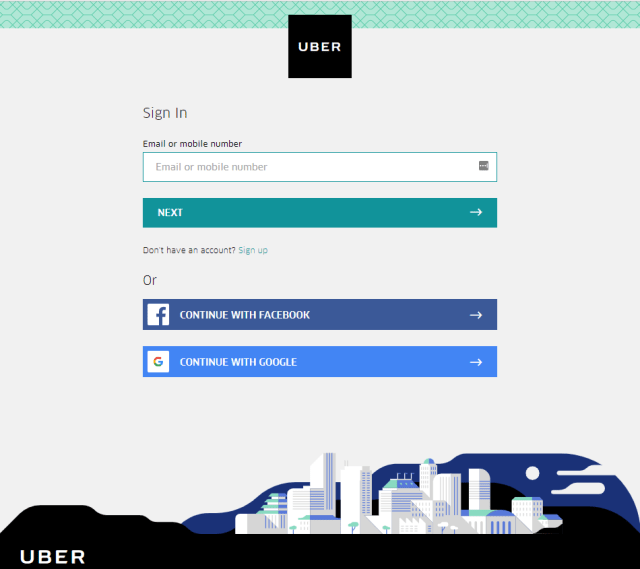 UBER
Sign In
Email or mobile number
Email or mobile number
NEXT
Don't have an account? Sign up
Or
CONTINUE WITH FACEBOOK
CONTINUE WITH GOOGLE
UBER